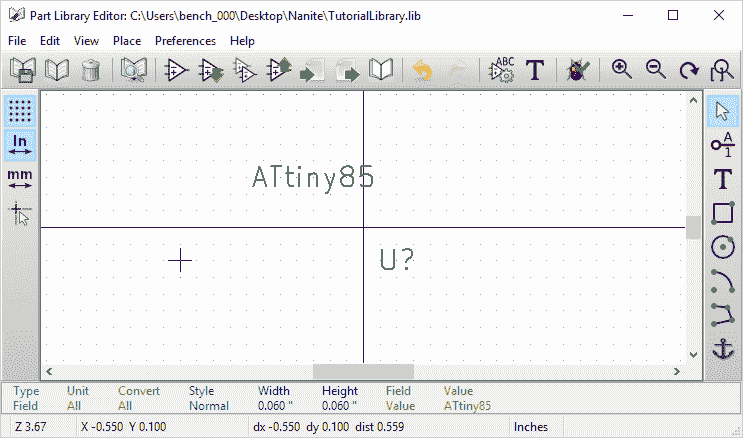 Part Library Editor: C:\Users\bench_000\Desktop\Nanite\TutorialLibrary.lib
File Edit View Place Preferences Help
ABC
T
In
mm
1
T
ATtiny85
U?
Type Unit Convert Style Width Height Field Value
Field All All Normal 0.060 " 0.060 " Value ATtiny85
Z 3.67 X -0.550 Y 0.100 dx -0.550 dy 0.100 dist 0.559 Inches